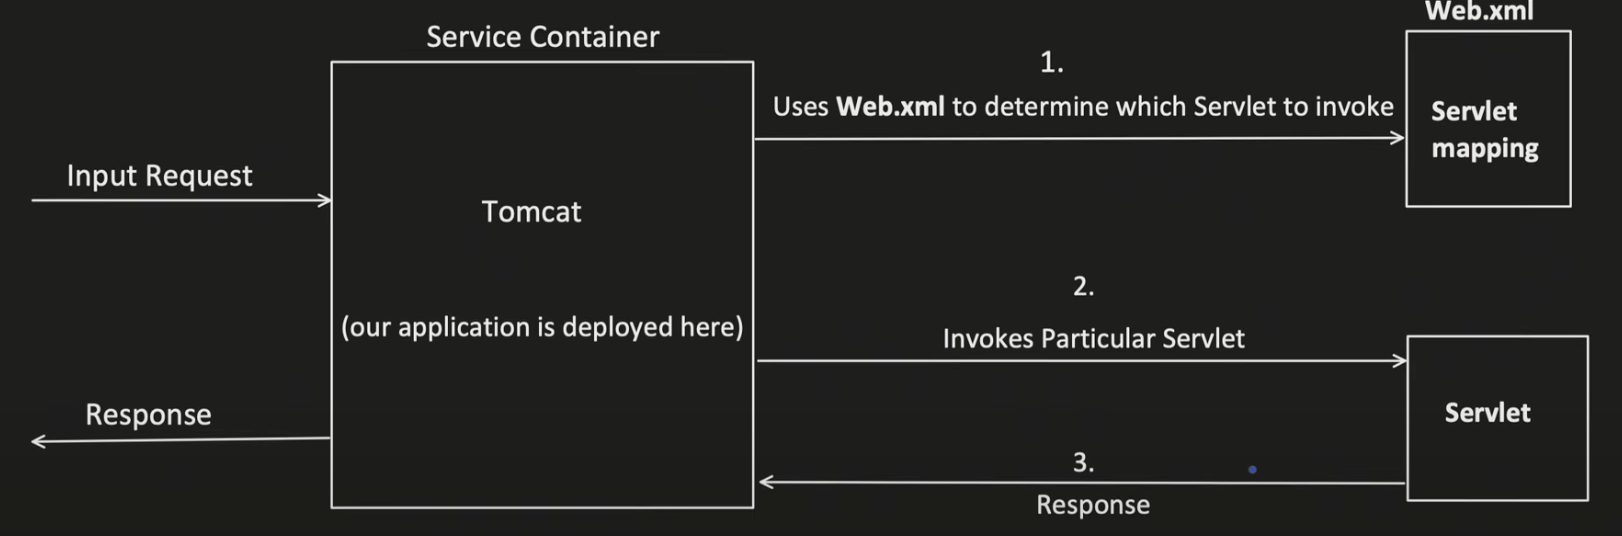 Web.xml
Service Container
1.
Uses Web.xml to determine which Servlet to invoke
Servlet
mapping
Input Request
Tomcat
2.
(our application is deployed here)
Invokes Particular Servlet
Response
Servlet
3.
Response